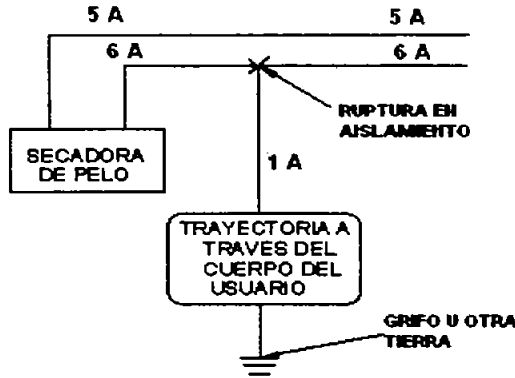 5 A 5 A
6 A 6 A
RUPTURA EN
AISLAMIENTO
SECADORA
DE PELO
1 A
TRAYECTORIA A
TRAVES DEL
CUERPO DEL
USUARIO
GRIFO U OTRA
TIERRA